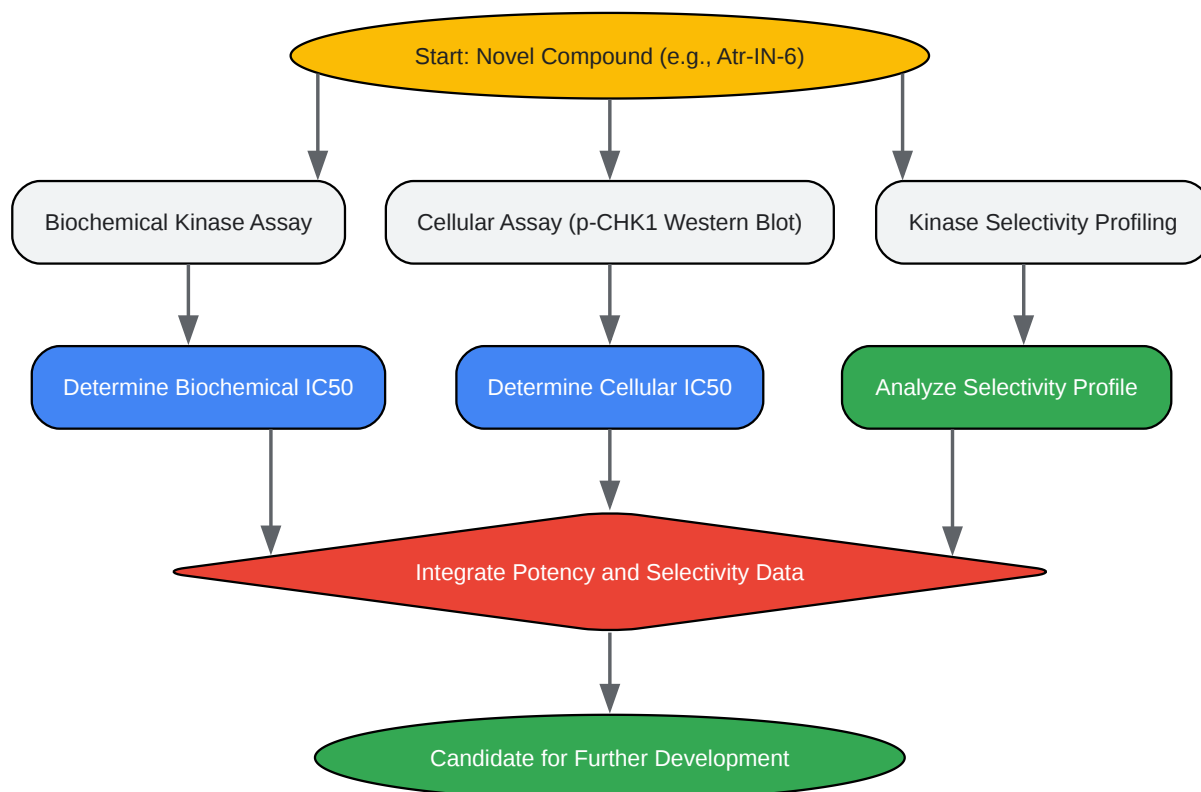 Start: Novel Compound (e.g., Atr-IN-6)
Biochemical Kinase Assay
Cellular Assay (p-CHK1 Western Blot)
Kinase Selectivity Profiling
Determine Biochemical IC50
Determine Cellular IC50
Analyze Selectivity Profile
Integrate Potency and Selectivity Data
Candidate for Further Development